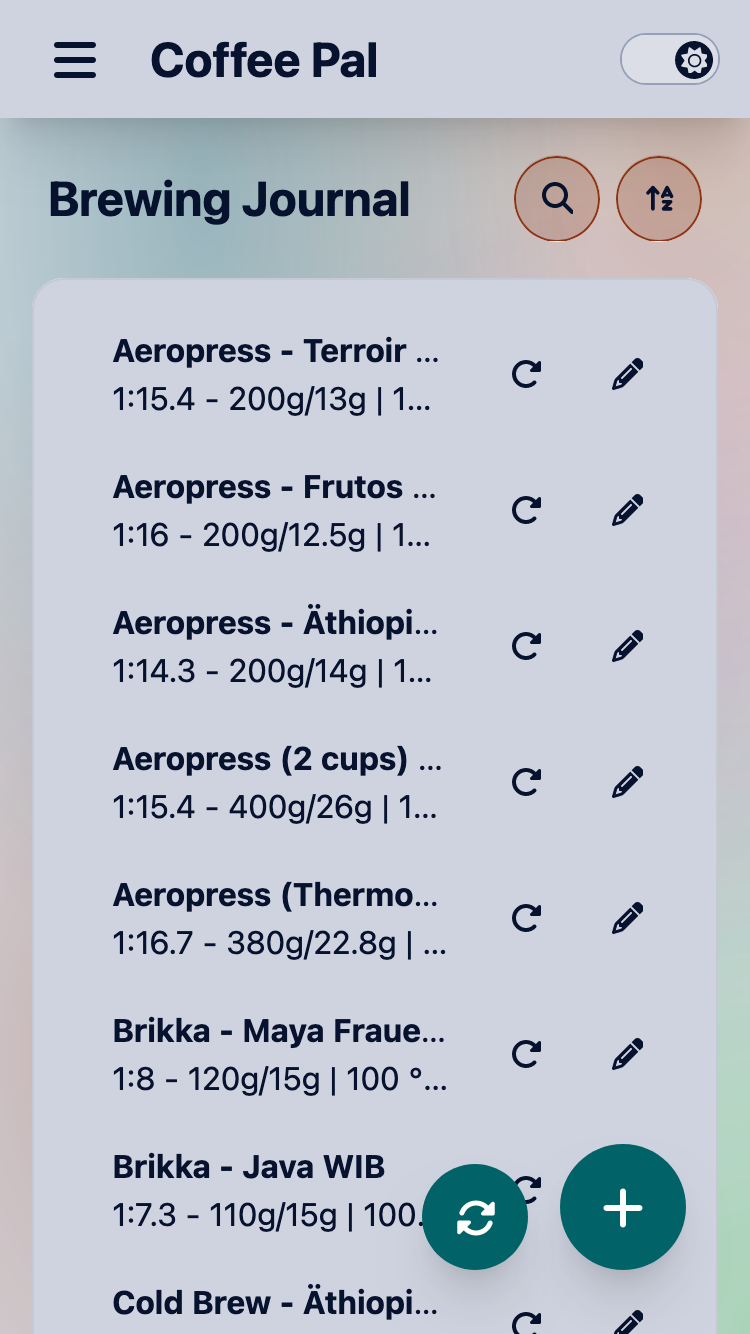 Coffee Pal
Brewing Journal
Aeropress - Terroir ...
1:15.4 - 200g/13g | 1...
Aeropress - Frutos ...
1:16 - 200g/12.5g | 1...
Aeropress - Äthiopi...
1:14.3 - 200g/14g | 1...
Aeropress (2 cups) ...
1:15.4 - 400g/26g | 1...
Aeropress (Thermo...
1:16.7 - 380g/22.8g | ...
Brikka - Maya Fraue...
1:8 - 120g/15g | 100 °...
Brikka - Java WIB
1:7.3 - 110g/15g | 100.
Cold Brew - Äthiopi...